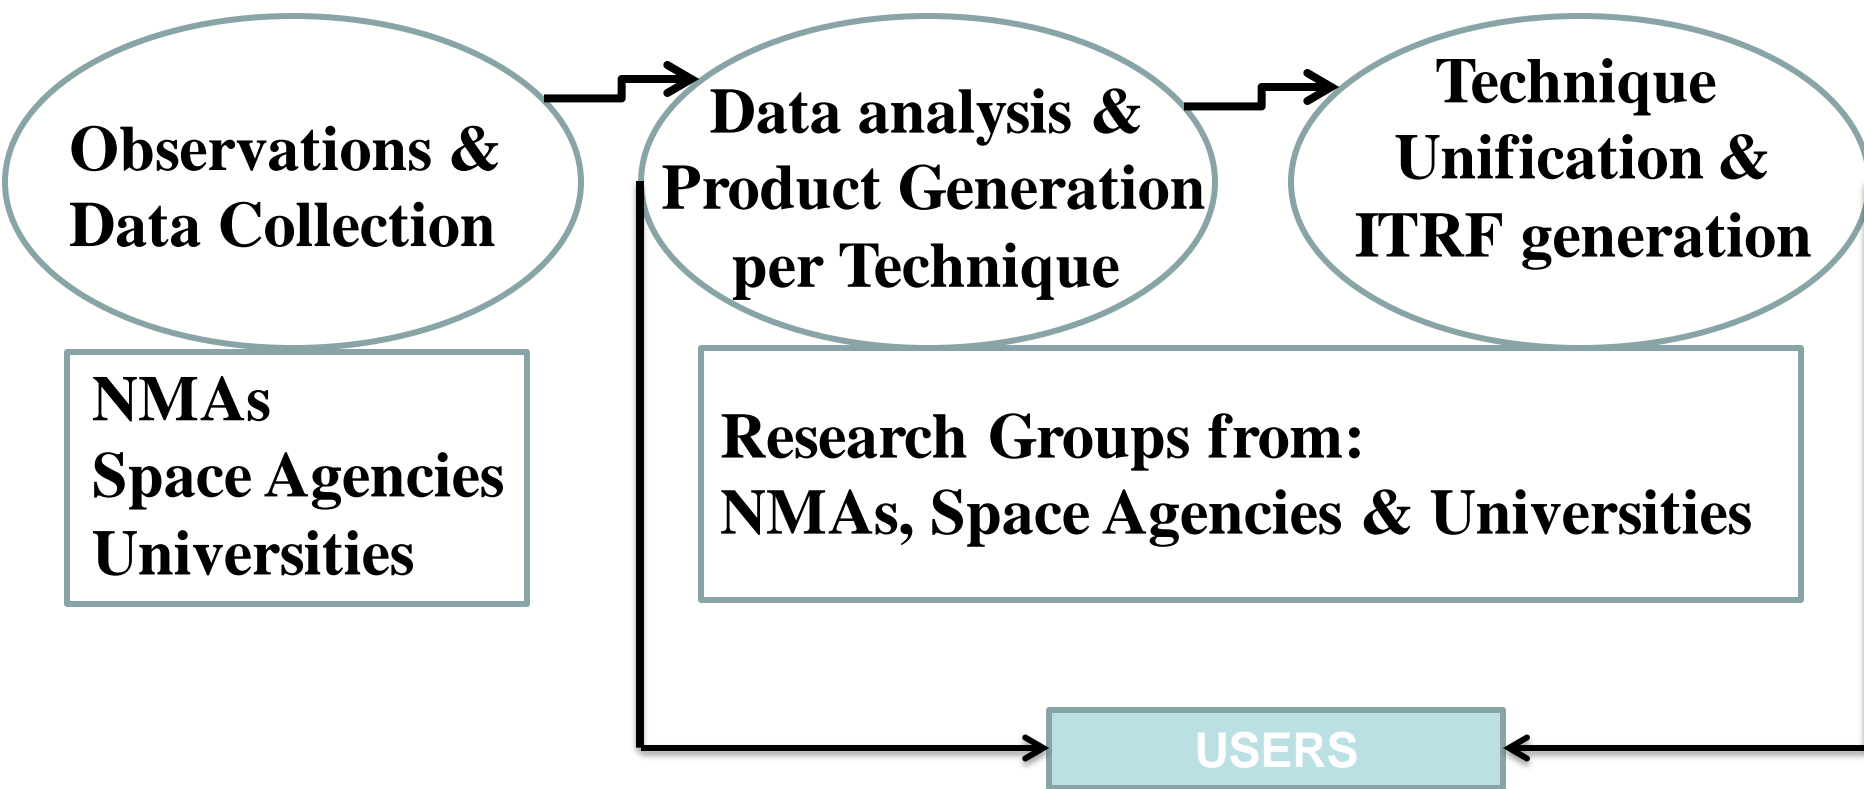 Observations &
Data Collection
Data analysis &
Product Generation
per Technique
Technique
Unification &
ITRF generation
NMAs
Space Agencies
Universities
Research Groups from:
NMAs, Space Agencies & Universities
USERS